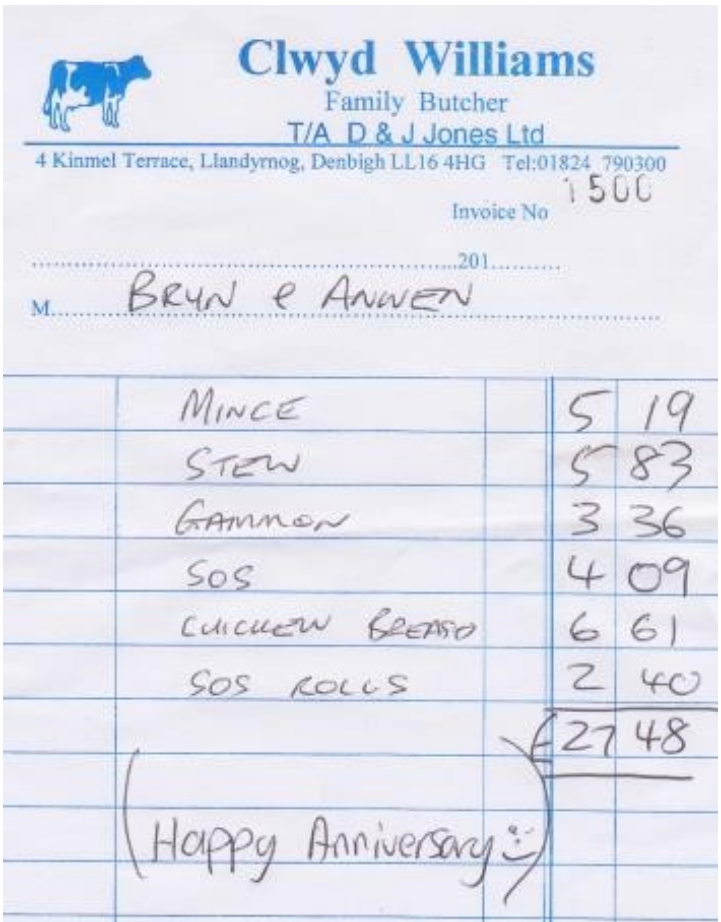 Clwyd Williams
Family Butcher
T/A D & J Jones Ltd
4 Kinmel Terrace, Llandyrnog, Denbigh LL16 4HG Tel:01824 790300
Invoice No 1500
201
M BRYN & ANWEN
MINCE 5 19
STEW 5 83
GAMMON 3 36
SOS 4 09
CHICKEN BREAST 6 61
SOS ROLLS 2 40
£27 48
(Happy Anniversary)